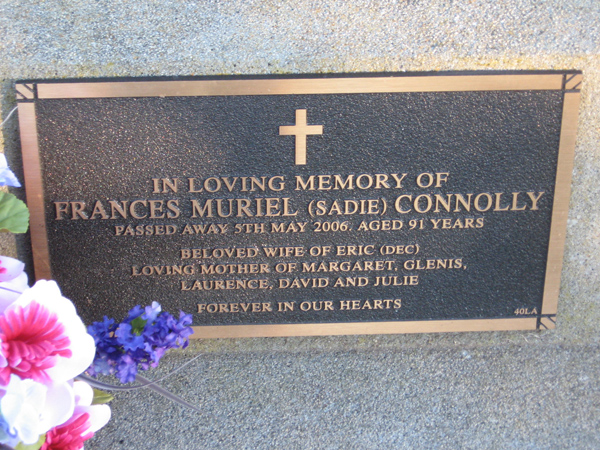 IN LOVING MEMORY OF
FRANCES MURIEL (SADIE) CONNOLLY
PASSED AWAY 5TH MAY 2006, AGED 91 YEARS
BELOVED WIFE OF ERIC (DEC)
LOVING MOTHER OF MARGARET, GLENIS,
LAURENCE, DAVID AND JULIE
FOREVER IN OUR HEARTS
40LA